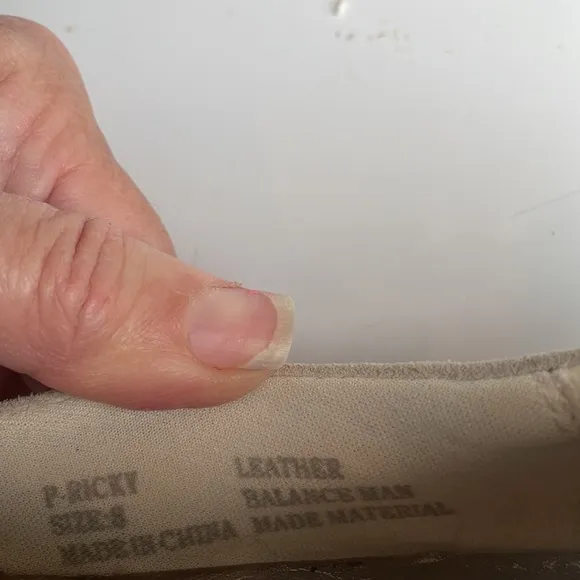 P-RICKY
SIZE: 8
MADE IN CHINA
LEATHER
BALANCE MAN
MADE MATERIAL